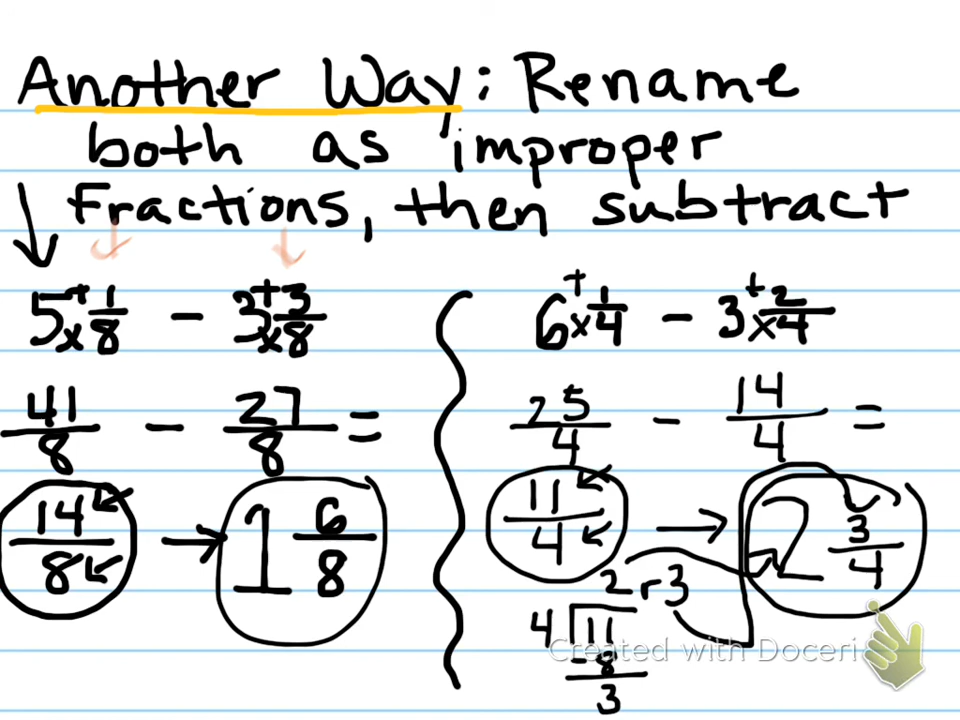 Another Way: Rename
both as improper
Fractions, then subtract
5 + x 1/8 - 3 + x 3/8
41/8 - 27/8 =
14/8 → 1 6/8
6 + x 1/4 - 3 + x 2/4
25/4 - 14/4 =
11/4 → 2 3/4
2 r 3
4 11
- 8
3
Created with Doceri